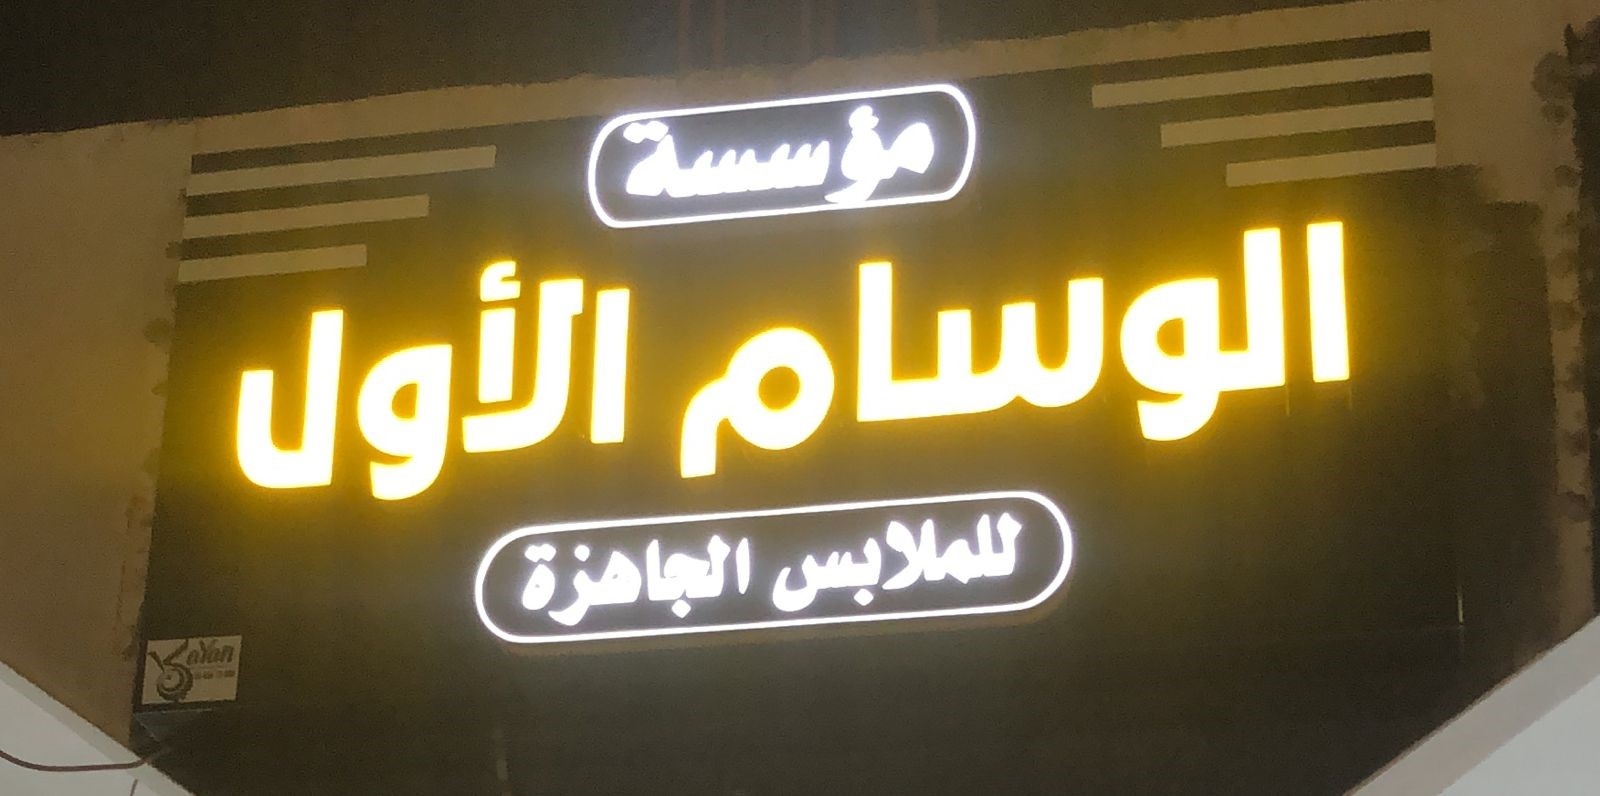 مؤسسة
الوسام الأول
للملابس الجاهزة